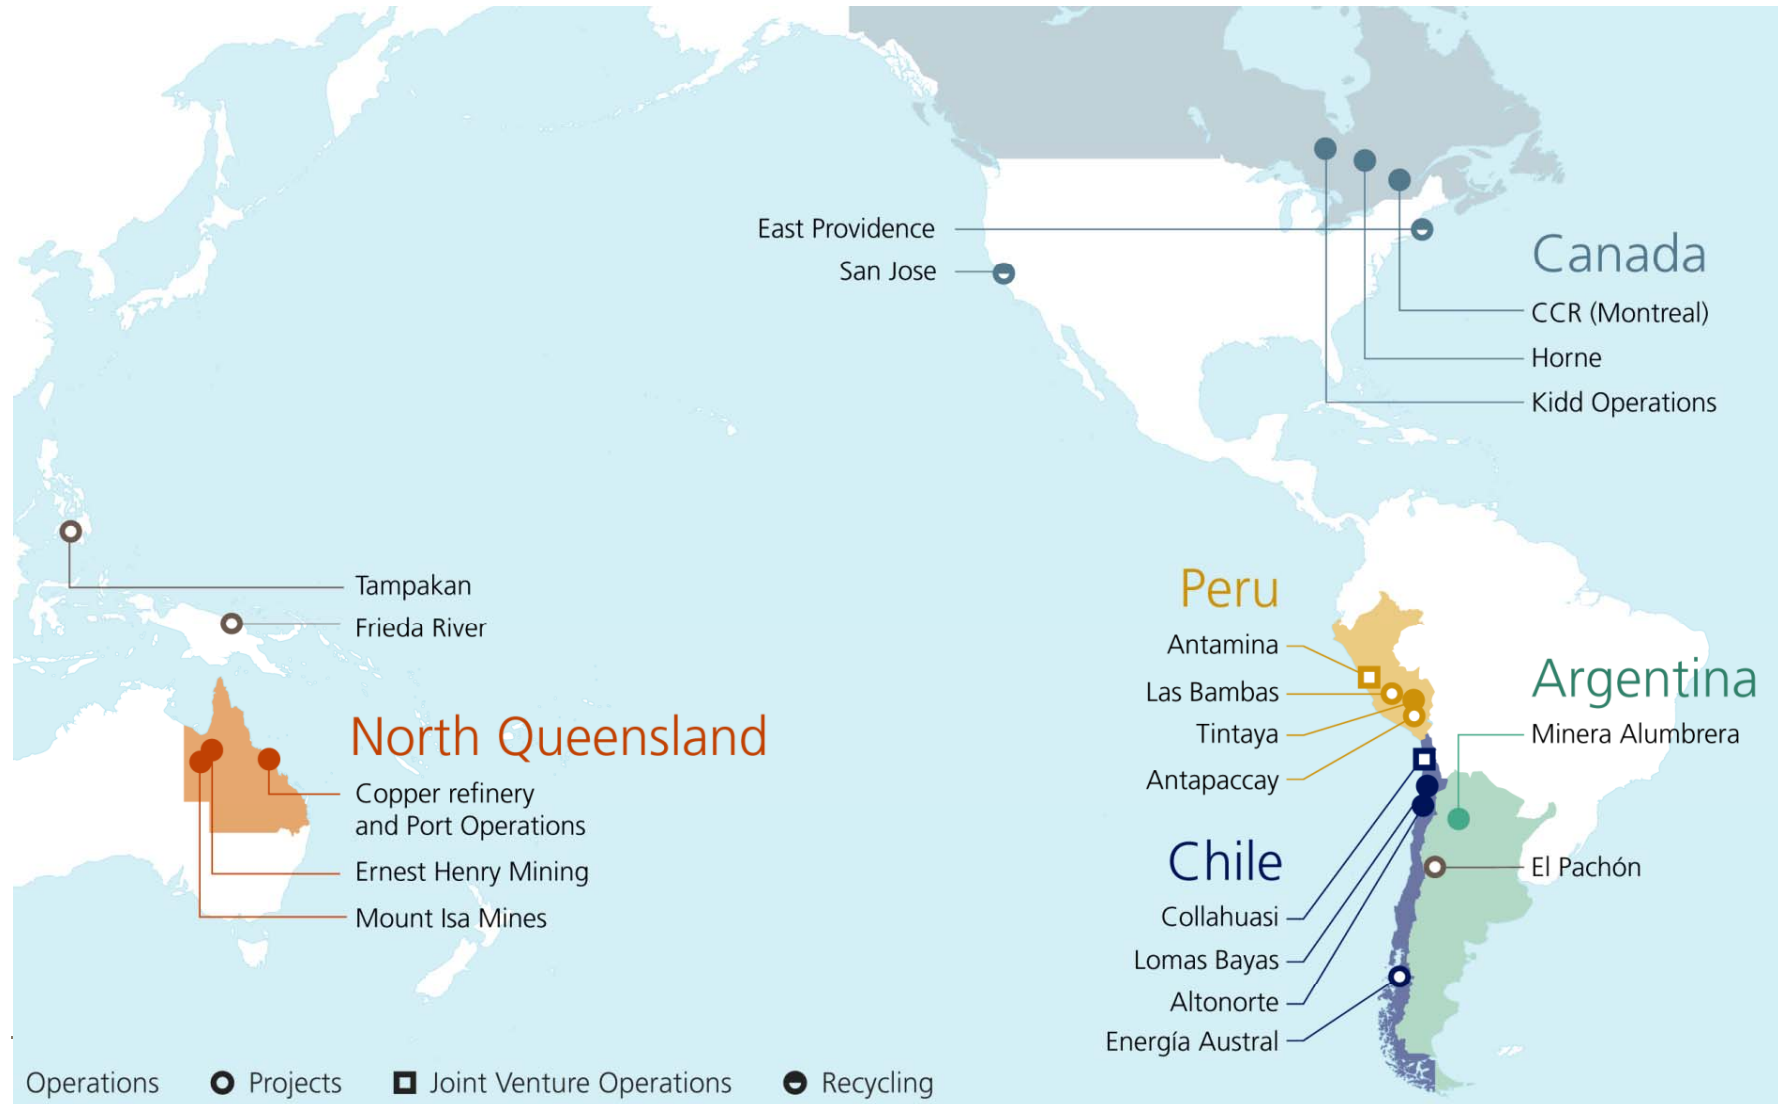 East Providence
San Jose
Canada
CCR (Montreal)
Horne
Kidd Operations
Tampakan
Frieda River
North Queensland
Copper refinery
and Port Operations
Ernest Henry Mining
Mount Isa Mines
Peru
Antamina
Las Bambas
Tintaya
Antapaccay
Argentina
Minera Alumbrera
El Pachón
Chile
Collahuasi
Lomas Bayas
Altonorte
Energía Austral
Operations Projects Joint Venture Operations Recycling